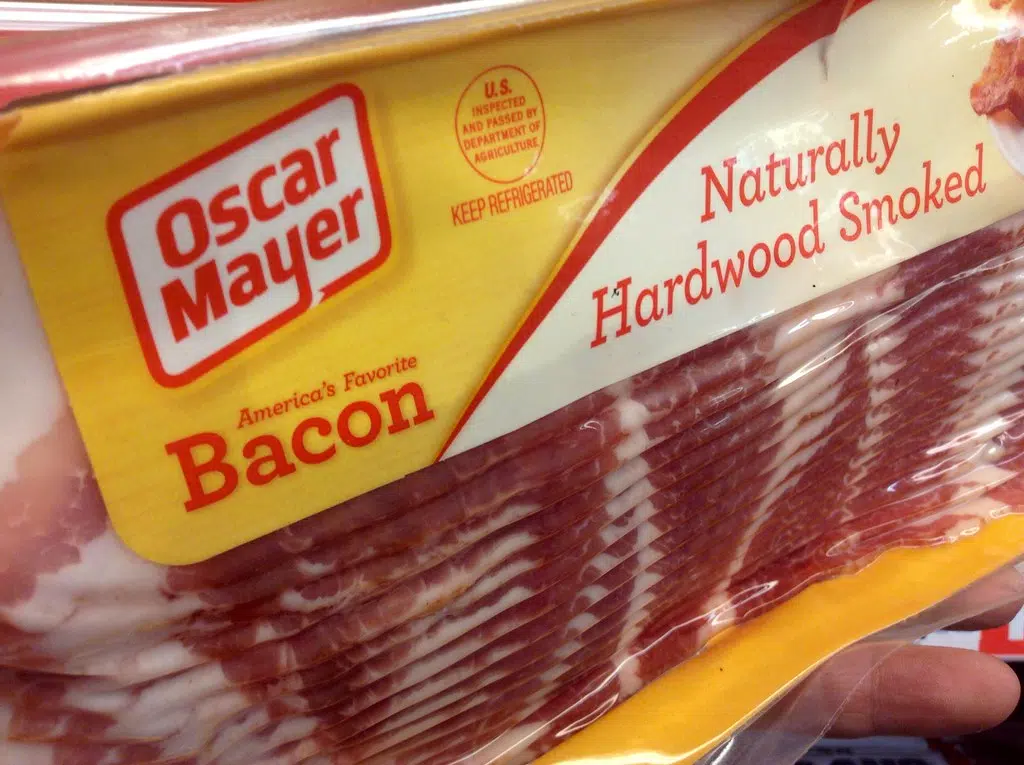 Oscar
Mayer
U.S.
INSPECTED
AND PASSED BY
DEPARTMENT OF
AGRICULTURE
KEEP REFRIGERATED
America's Favorite
Bacon
Naturally
Hardwood Smoked